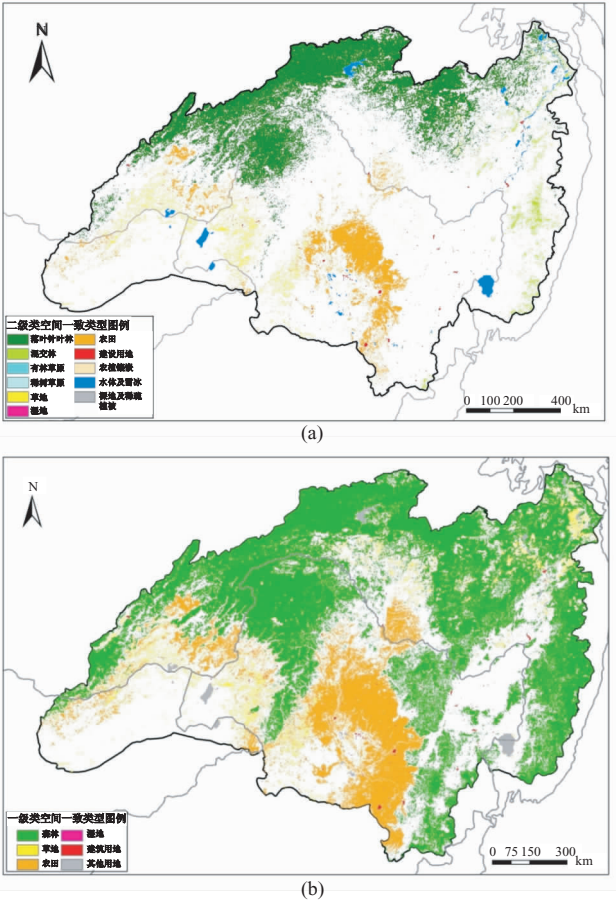 N
二级类空间一致类型图例
落叶针叶林 农田
混交林 建设用地
有林草原 农植镶嵌
稀树草原 水体及雪冰
草地 裸地及稀疏
湿地 植被
0 100 200 400
km
(a)
N
一级类空间一致类型图例
森林 湿地
草地 建筑用地
农田 其他用地
0 75 150 300
km
(b)